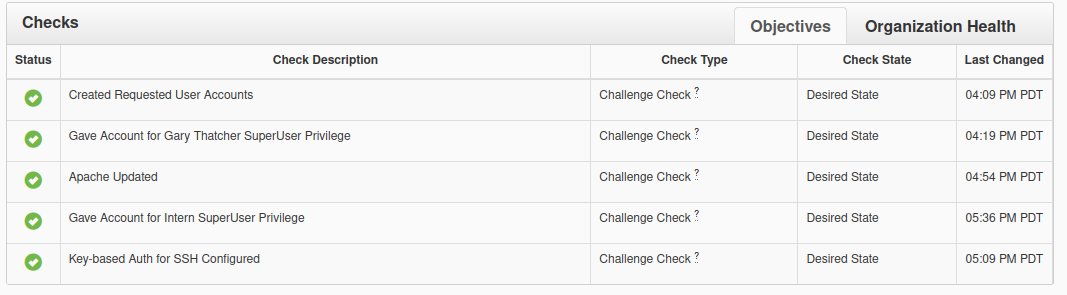 Checks
Objectives Organization Health
Status Check Description Check Type Check State Last Changed
Created Requested User Accounts Challenge Check ? Desired State 04:09 PM PDT
Gave Account for Gary Thatcher SuperUser Privilege Challenge Check ? Desired State 04:19 PM PDT
Apache Updated Challenge Check ? Desired State 04:54 PM PDT
Gave Account for Intern SuperUser Privilege Challenge Check ? Desired State 05:36 PM PDT
Key-based Auth for SSH Configured Challenge Check ? Desired State 05:09 PM PDT